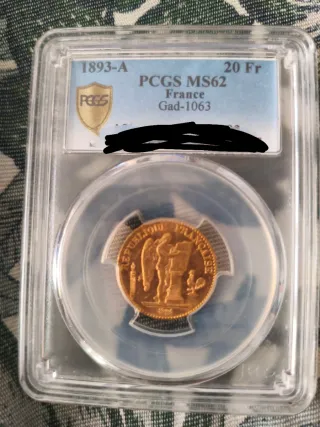 1893-A 20 Fr
PCGS MS62
France
Gad-1063
PCGS
REPUBLIQUE FRANÇAISE